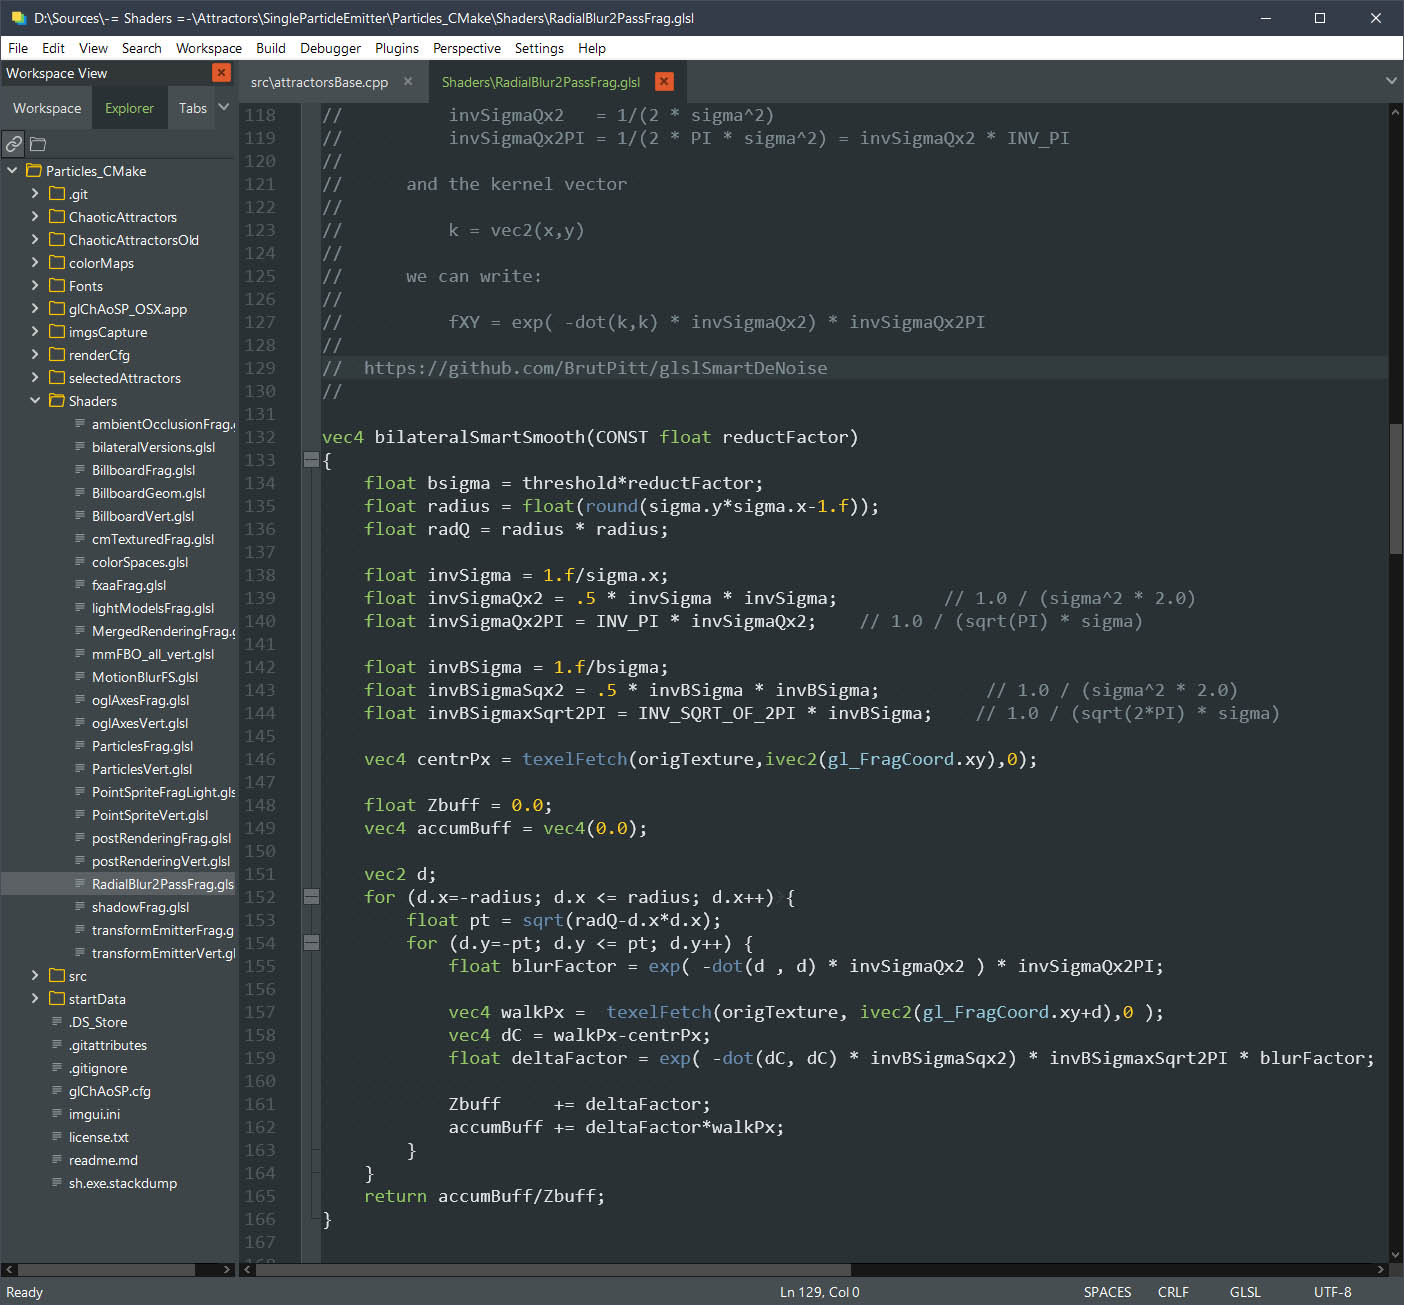 D:\Sources\-= Shaders =-\Attractors\SingleParticleEmitter\Particles_CMake\Shaders\RadialBlur2PassFrag.glsl
File Edit View Search Workspace Build Debugger Plugins Perspective Settings Help
Workspace View
Workspace Explorer Tabs
Particles_CMake
.git
ChaoticAttractors
ChaoticAttractorsOld
colorMaps
Fonts
glChAoSP_OSX.app
imgsCapture
renderCfg
selectedAttractors
Shaders
ambientOcclusionFrag.g
bilateralVersions.glsl
BillboardFrag.glsl
BillboardGeom.glsl
BillboardVert.glsl
cmTexturedFrag.glsl
colorSpaces.glsl
fxaaFrag.glsl
lightModelsFrag.glsl
MergedRenderingFrag.g
mmFBO_all_vert.glsl
MotionBlurFS.glsl
oglAxesFrag.glsl
oglAxesVert.glsl
ParticlesFrag.glsl
ParticlesVert.glsl
PointSpriteFragLight.gls
PointSpriteVert.glsl
postRenderingFrag.glsl
postRenderingVert.glsl
RadialBlur2PassFrag.gls
shadowFrag.glsl
transformEmitterFrag.g
transformEmitterVert.gl
src
startData
.DS_Store
.gitattributes
.gitignore
glChAoSP.cfg
imgui.ini
license.txt
readme.md
sh.exe.stackdump
src\attractorsBase.cpp × Shaders\RadialBlur2PassFrag.glsl
118 //          invSigmaQx2   = 1/(2 * sigma^2)
119 //          invSigmaQx2PI = 1/(2 * PI * sigma^2) = invSigmaQx2 * INV_PI
120 //
121 //      and the kernel vector
122 //
123 //          k = vec2(x,y)
124 //
125 //      we can write:
126 //
127 //          fXY = exp( -dot(k,k) * invSigmaQx2) * invSigmaQx2PI
128 //
129 //  https://github.com/BrutPitt/glslSmartDeNoise
130 //
131
132 vec4 bilateralSmartSmooth(CONST float reductFactor)
133 {
134     float bsigma = threshold*reductFactor;
135     float radius = float(round(sigma.y*sigma.x-1.f));
136     float radQ = radius * radius;
137
138     float invSigma = 1.f/sigma.x;
139     float invSigmaQx2 = .5 * invSigma * invSigma;          // 1.0 / (sigma^2 * 2.0)
140     float invSigmaQx2PI = INV_PI * invSigmaQx2;    // 1.0 / (sqrt(PI) * sigma)
141
142     float invBSigma = 1.f/bsigma;
143     float invBSigmaSqx2 = .5 * invBSigma * invBSigma;          // 1.0 / (sigma^2 * 2.0)
144     float invBSigmaxSqrt2PI = INV_SQRT_OF_2PI * invBSigma;    // 1.0 / (sqrt(2*PI) * sigma)
145
146     vec4 centrPx = texelFetch(origTexture,ivec2(gl_FragCoord.xy),0);
147
148     float Zbuff = 0.0;
149     vec4 accumBuff = vec4(0.0);
150
151     vec2 d;
152     for (d.x=-radius; d.x <= radius; d.x++) {
153         float pt = sqrt(radQ-d.x*d.x);
154         for (d.y=-pt; d.y <= pt; d.y++) {
155             float blurFactor = exp( -dot(d , d) * invSigmaQx2 ) * invSigmaQx2PI;
156
157             vec4 walkPx =  texelFetch(origTexture, ivec2(gl_FragCoord.xy+d),0 );
158             vec4 dC = walkPx-centrPx;
159             float deltaFactor = exp( -dot(dC, dC) * invBSigmaSqx2) * invBSigmaxSqrt2PI * blurFactor;
160
161             Zbuff     += deltaFactor;
162             accumBuff += deltaFactor*walkPx;
163         }
164     }
165     return accumBuff/Zbuff;
166 }
167
Ready Ln 129, Col 0 SPACES CRLF GLSL UTF-8